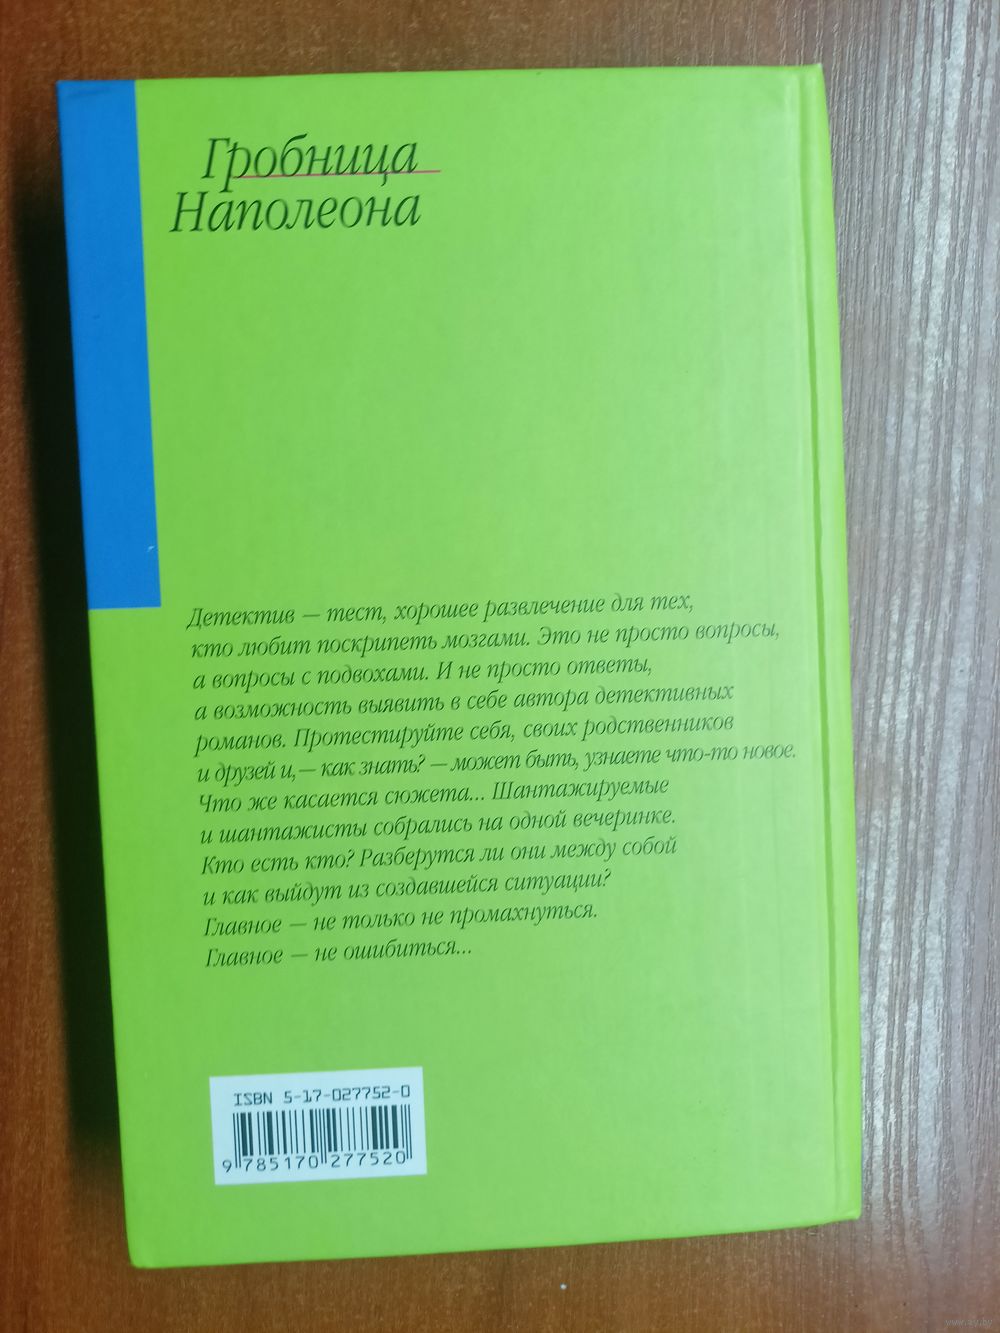 Гробница
Наполеона
Детектив — тест, хорошее развлечение для тех,
кто любит поскрипеть мозгами. Это не просто вопросы,
а вопросы с подвохами. И не просто ответы,
а возможность выявить в себе автора детективных
романов. Протестируйте себя, своих родственников
и друзей и, — как знать? — может быть, узнаете что-то новое.
Что же касается сюжета... Шантажируемые
и шантажисты собрались на одной вечеринке.
Кто есть кто? Разберутся ли они между собой
и как выйдут из создавшейся ситуации?
Главное — не только не промахнуться.
Главное — не ошибиться...
ISBN 5-17-027752-0
9 785170 277520
www.ay.by